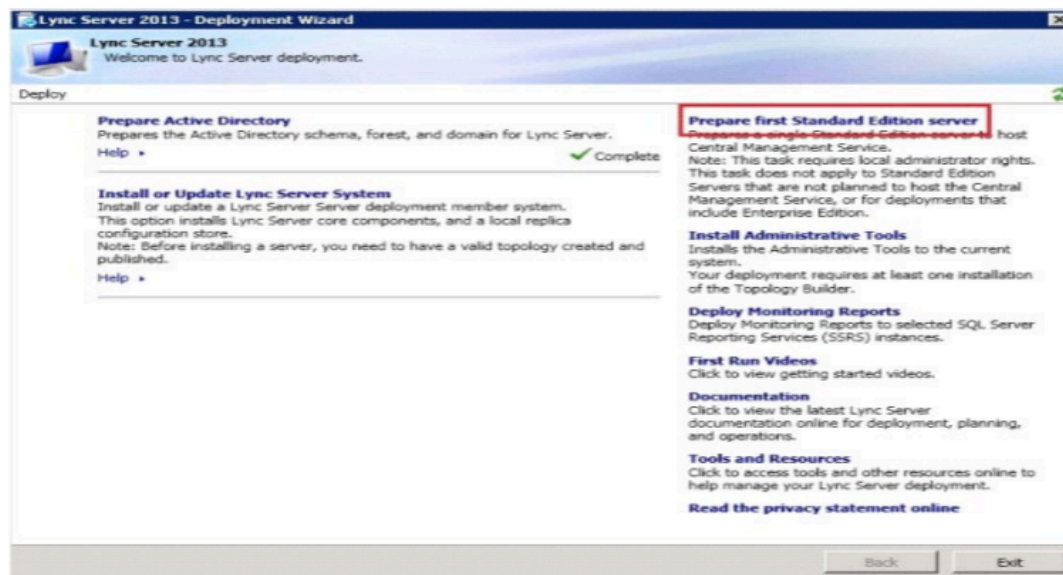 Lync Server 2013 - Deployment Wizard
Lync Server 2013
Welcome to Lync Server deployment.
Deploy
Prepare Active Directory
Prepares the Active Directory schema, forest, and domain for Lync Server.
Help
Complete
Install or Update Lync Server System
Install or update a Lync Server Server deployment member system.
This option installs Lync Server core components, and a local replica
configuration store.
Note: Before installing a server, you need to have a valid topology created and
published.
Help
Prepare first Standard Edition server
Prepares a single Standard Edition server to host
Central Management Service.
Note: This task requires local administrator rights.
This task does not apply to Standard Edition
Servers that are not planned to host the Central
Management Service, or for deployments that
include Enterprise Edition.
Install Administrative Tools
Installs the Administrative Tools to the current
system.
Your deployment requires at least one installation
of the Topology Builder.
Deploy Monitoring Reports
Deploy Monitoring Reports to selected SQL Server
Reporting Services (SSRS) instances.
First Run Videos
Click to view getting started videos.
Documentation
Click to view the latest Lync Server
documentation online for deployment, planning,
and operations.
Tools and Resources
Click to access tools and other resources online to
help manage your Lync Server deployment.
Read the privacy statement online
Back
Exit